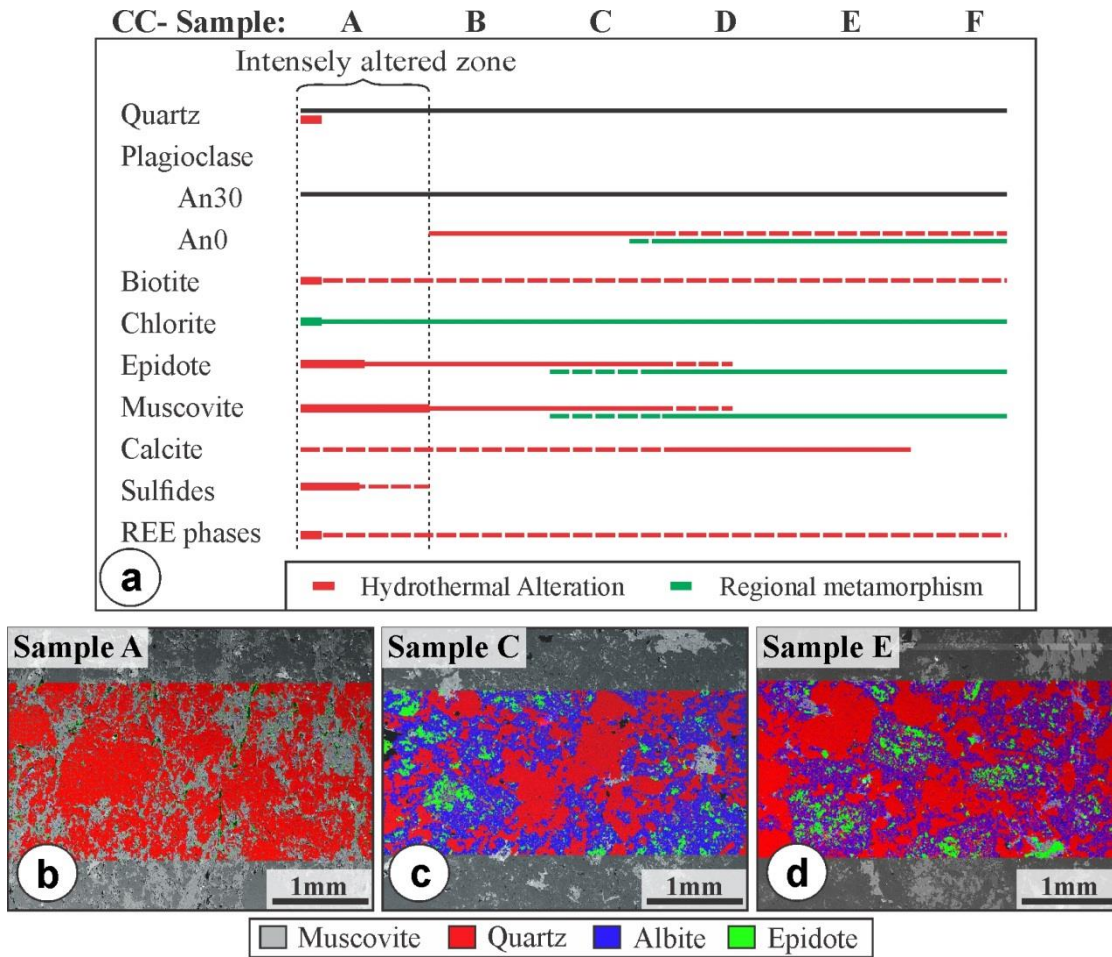 CC- Sample: A B C D E F
Intensely altered zone
Quartz
Plagioclase
An30
An0
Biotite
Chlorite
Epidote
Muscovite
Calcite
Sulfides
REE phases
a
Hydrothermal Alteration Regional metamorphism
Sample A Sample C Sample E
b 1mm c 1mm d 1mm
Muscovite Quartz Albite Epidote